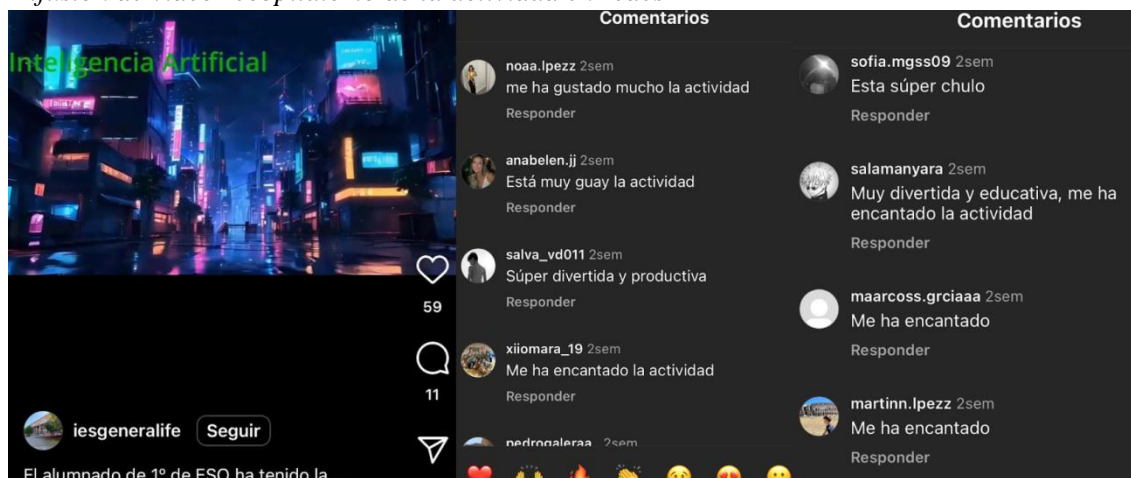 Inteligencia Artificial
59
11
iesgeneralife Seguir
El alumnado de 1º de ESO ha tenido la
Comentarios
noaa.lpezz 2sem
me ha gustado mucho la actividad
Responder
anabelen.jj 2sem
Está muy guay la actividad
Responder
salva_vd011 2sem
Súper divertida y productiva
Responder
xiiomara_19 2sem
Me ha encantado la actividad
Responder
pedrogaleraa 2sem
Comentarios
sofia.mgss09 2sem
Esta súper chulo
Responder
salamanyara 2sem
Muy divertida y educativa, me ha
encantado la actividad
Responder
maarcoss.grciaaa 2sem
Me ha encantado
Responder
martinn.lpezz 2sem
Me ha encantado
Responder